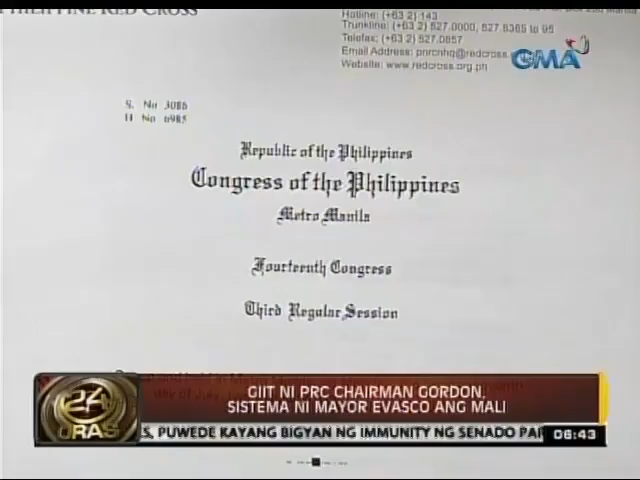 PHILIPPINE RED CROSS
Hotline: (+63 2) 143
Trunkline: (+63 2) 527.0000, 527.8385 to 95
Telefax: (+63 2) 527.0857
Email Address: pnrcnhq@redcross
Website: www.redcross.org.ph
GMA
S. No 3086
H No 6985
Republic of the Philippines
Congress of the Philippines
Metro Manila
Fourteenth Congress
Third Regular Session
GIIT NI PRC CHAIRMAN GORDON,
SISTEMA NI MAYOR EVASCO ANG MALI
24
ORAS
S, PUWEDE KAYANG BIGYAN NG IMMUNITY NG SENADO
06:43